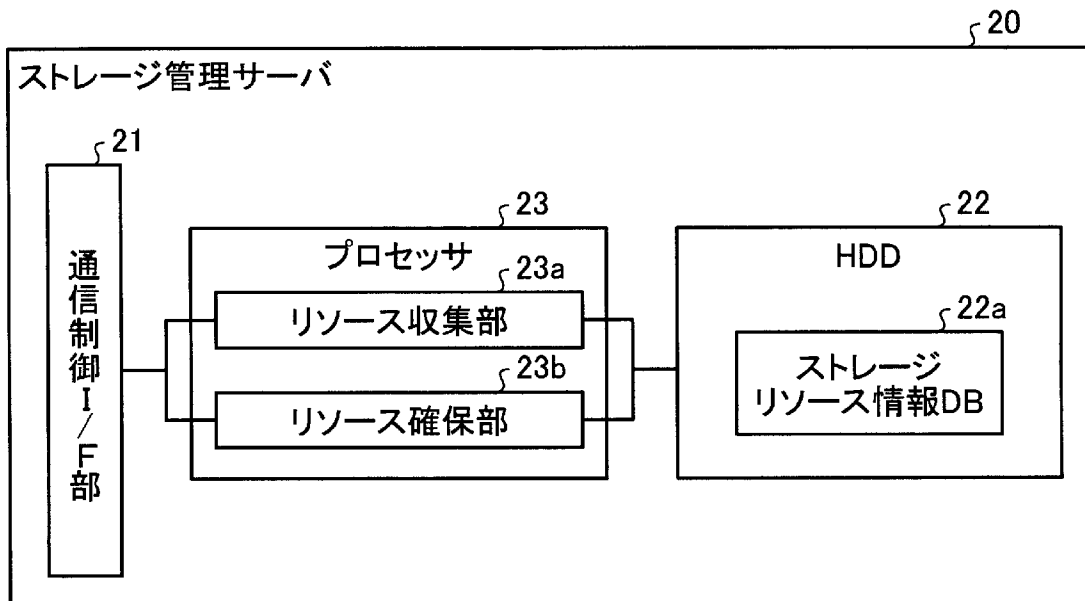 20
ストレージ管理サーバ
21
通信制御I/F部
23
プロセッサ
23a
リソース収集部
23b
リソース確保部
22
HDD
22a
ストレージ
リソース情報DB